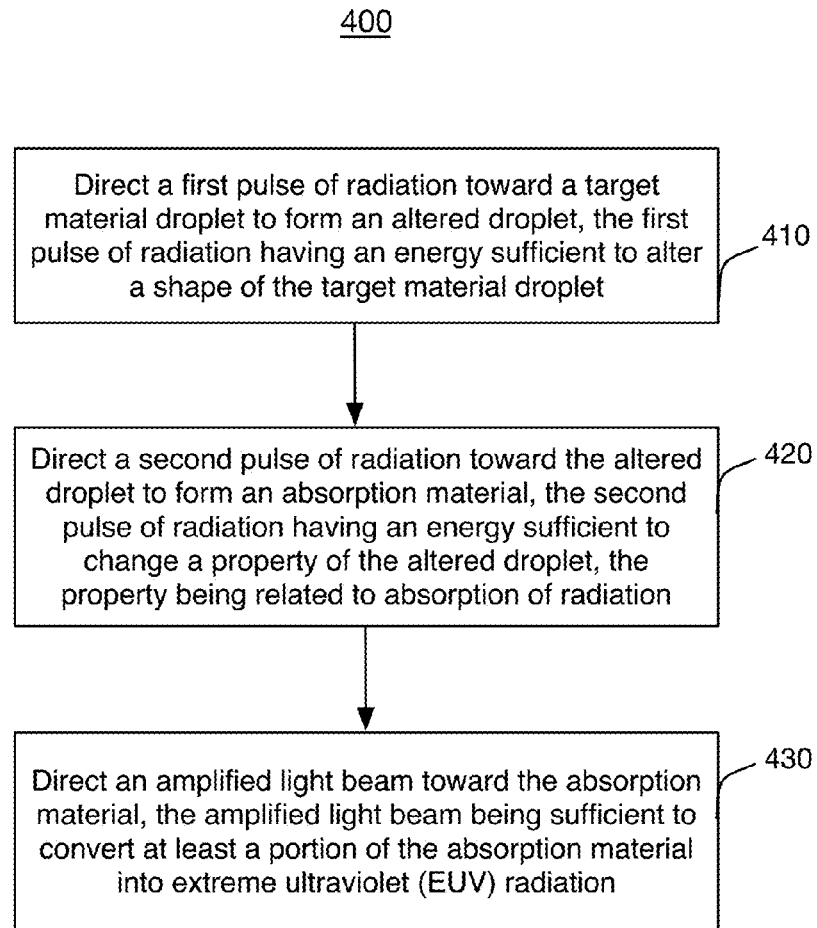 400
Direct a first pulse of radiation toward a target
material droplet to form an altered droplet, the first
pulse of radiation having an energy sufficient to alter
a shape of the target material droplet
410
Direct a second pulse of radiation toward the altered
droplet to form an absorption material, the second
pulse of radiation having an energy sufficient to
change a property of the altered droplet, the
property being related to absorption of radiation
420
Direct an amplified light beam toward the absorption
material, the amplified light beam being sufficient to
convert at least a portion of the absorption material
into extreme ultraviolet (EUV) radiation
430